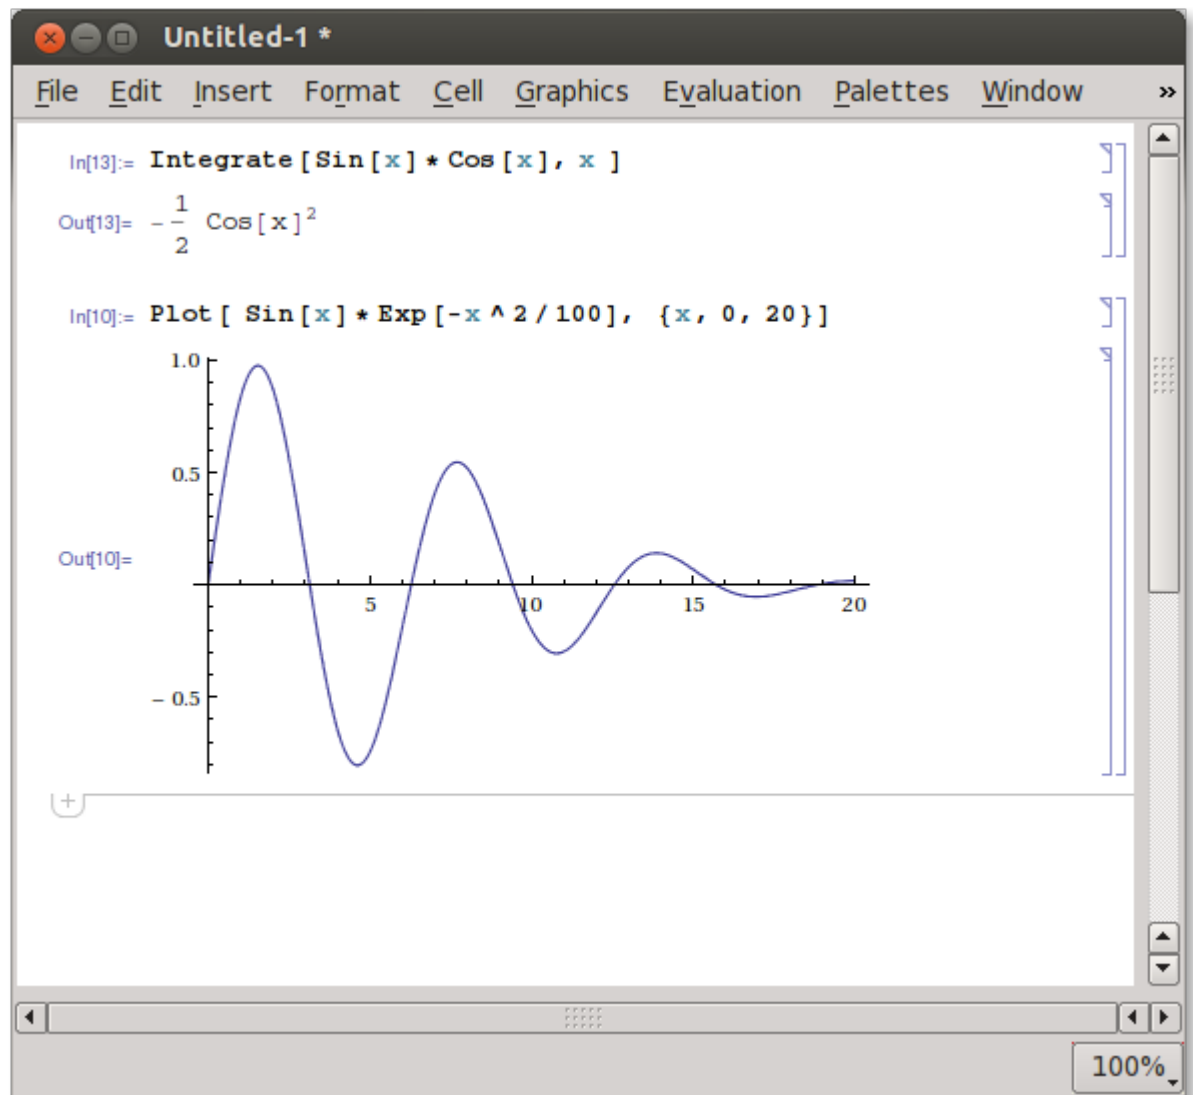 Untitled-1 *
File Edit Insert Format Cell Graphics Evaluation Palettes Window »
In[13]:= Integrate[Sin[x] * Cos[x], x ]
Out[13]= -1/2 Cos[x]²
In[10]:= Plot[ Sin[x] * Exp[-x ^ 2 / 100], {x, 0, 20}]
1.0
0.5
Out[10]=
5 10 15 20
- 0.5
100%